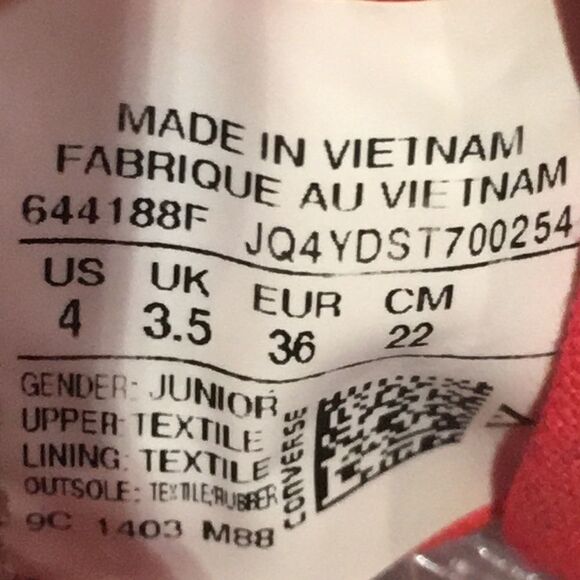 MADE IN VIETNAM
FABRIQUE AU VIETNAM
644188F JQ4YDST700254
US UK EUR CM
4 3.5 36 22
GENDER: JUNIOR
UPPER: TEXTILE
LINING: TEXTILE
OUTSOLE: TEXTILE/RUBBER
9C 1403 M88
CONVERSE